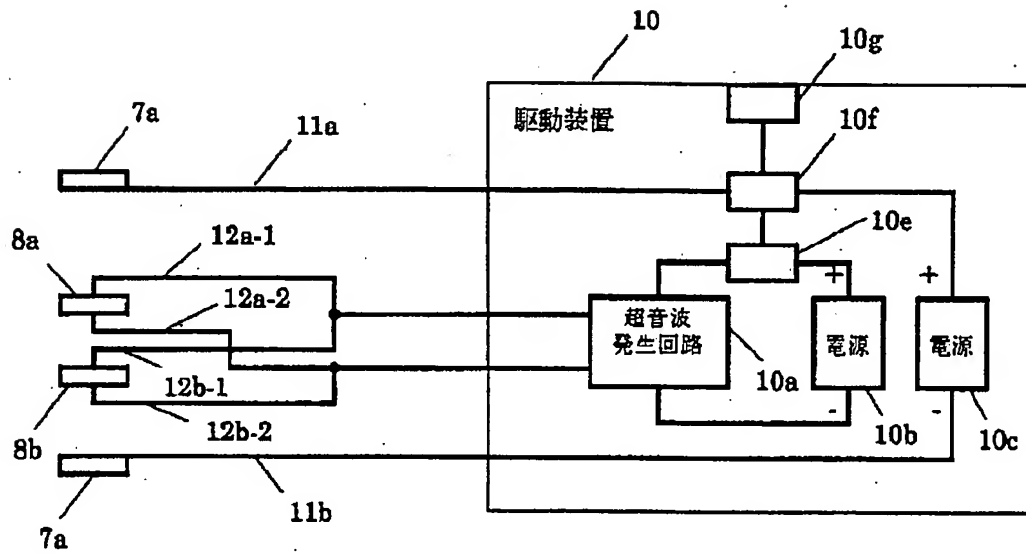 10
10g
駆動装置
7a
11a
10f
8a
12a-1
10e
12a-2
+
+
超音波
発生回路
電源
電源
12b-1
10a
12b-2
-
-
8b
10b
10c
7a
11b